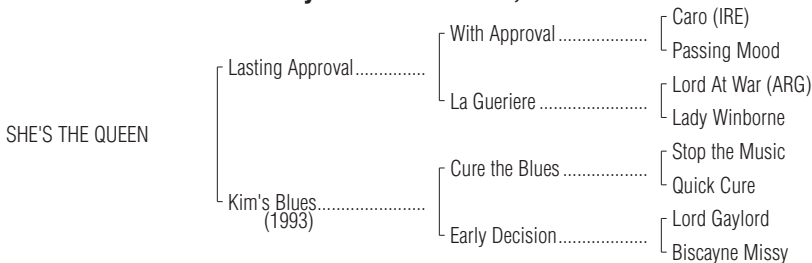 Caro (IRE)
With Approval
Passing Mood
Lasting Approval
Lord At War (ARG)
La Gueriere
Lady Winborne
SHE'S THE QUEEN
Stop the Music
Cure the Blues
Quick Cure
Kim's Blues
(1993)
Lord Gaylord
Early Decision
Biscayne Missy